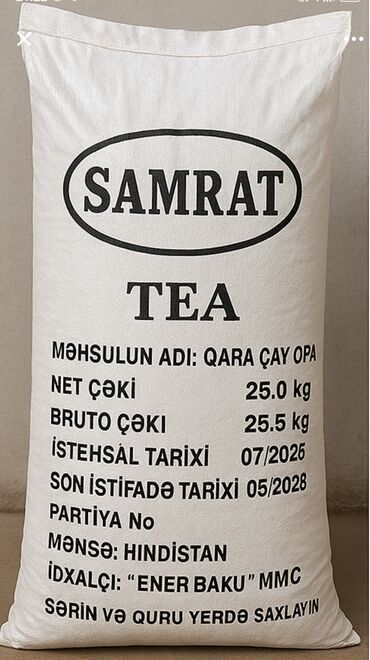 SAMRAT
TEA
MƏHSULUN ADI: QARA ÇAY OPA
NET ÇƏKİ 25.0 kg
BRUTO ÇƏKI 25.5 kg
İSTEHSAL TARİXİ 07/2025
SON İSTİFADƏ TARİXİ 05/2028
PARTİYA No
MƏNSƏ: HINDİSTAN
İDXALÇI: “ENER BAKU” MMC
SƏRİN VƏ QURU YERDƏ SAXLAYIN